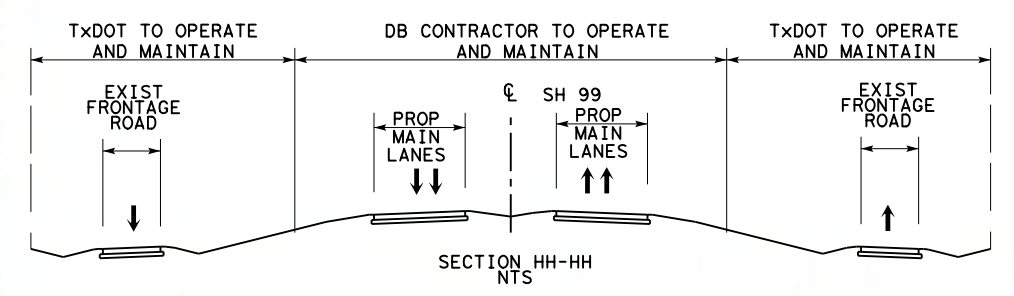 TxDOT TO OPERATE
AND MAINTAIN
DB CONTRACTOR TO OPERATE
AND MAINTAIN
TxDOT TO OPERATE
AND MAINTAIN
EXIST
FRONTAGE
ROAD
℄ SH 99
PROP
MAIN
LANES
PROP
MAIN
LANES
EXIST
FRONTAGE
ROAD
SECTION HH-HH
NTS